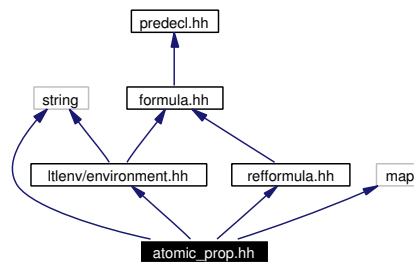 predecl.hh
string
formula.hh
ltlenv/environment.hh
refformula.hh
map
atomic_prop.hh